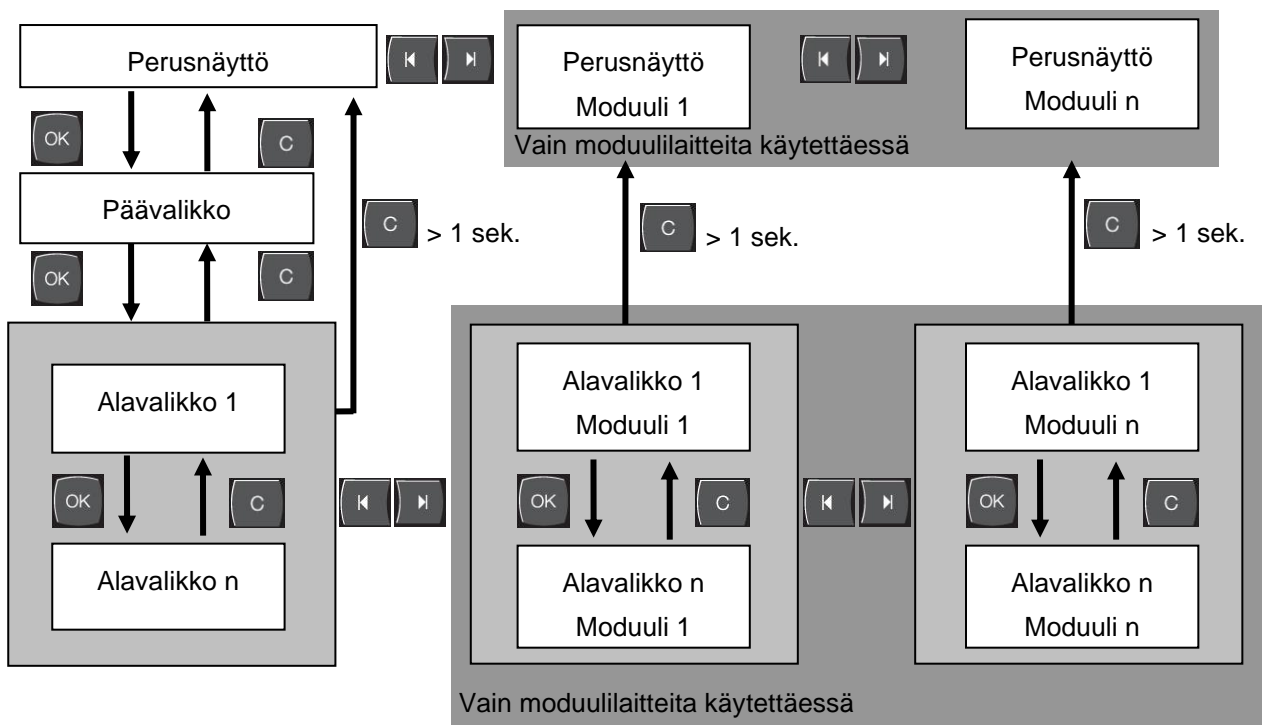 Perusnäyttö
Perusnäyttö
Moduuli 1
Perusnäyttö
Moduuli n
Vain moduulilaitteita käytettäessä
OK
C
Päävalikko
C > 1 sek.
C > 1 sek.
C > 1 sek.
OK
C
Alavalikko 1
Alavalikko 1
Moduuli 1
Alavalikko 1
Moduuli n
OK
C
OK
C
OK
C
Alavalikko n
Alavalikko n
Moduuli 1
Alavalikko n
Moduuli n
Vain moduulilaitteita käytettäessä